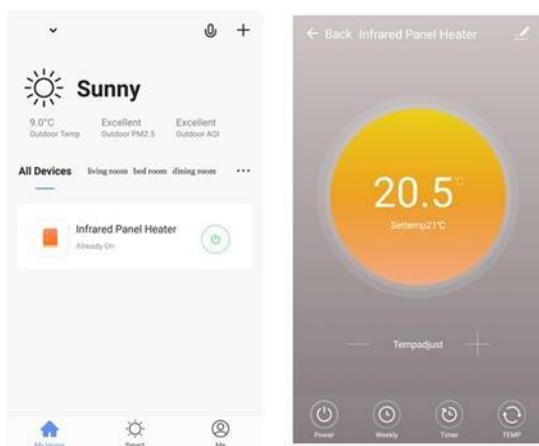 Sunny
9.0°C Excellent Excellent
Outdoor Temp Outdoor PM2.5 Outdoor AQI
All Devices living room bed room dining room ...
Infrared Panel Heater
Already On
My Home Smart Me
← Back Infrared Panel Heater
20.5°C
Settemp21℃
— Tempadjust +
Power Weekly Timer TEMP